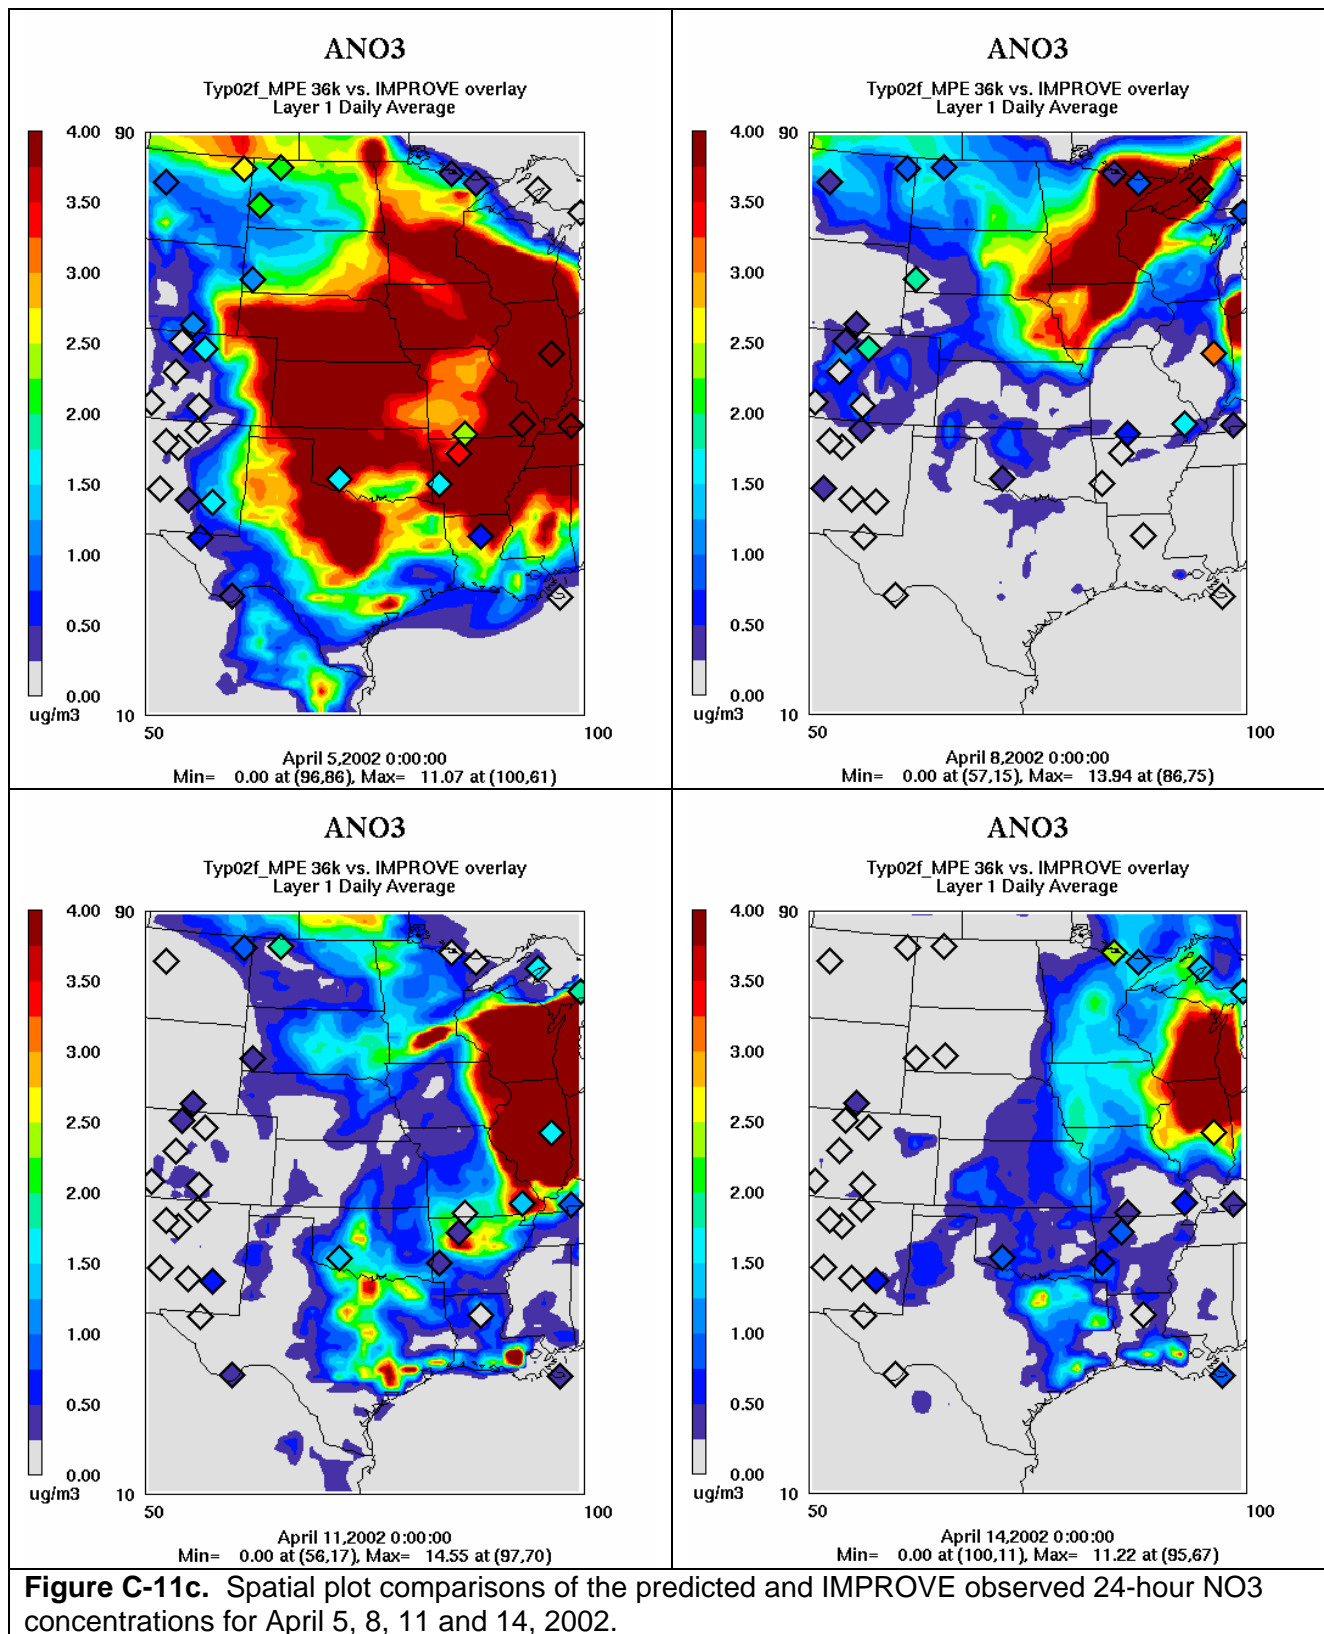 ANO3
Typ02f_MPE 36k vs. IMPROVE overlay
Layer 1 Daily Average
4.00
3.50
3.00
2.50
2.00
1.50
1.00
0.50
0.00
ug/m3
90
10
50
100
April 5,2002 0:00:00
Min= 0.00 at (96,86), Max= 11.07 at (100,61)
ANO3
Typ02f_MPE 36k vs. IMPROVE overlay
Layer 1 Daily Average
4.00
3.50
3.00
2.50
2.00
1.50
1.00
0.50
0.00
ug/m3
90
10
50
100
April 8,2002 0:00:00
Min= 0.00 at (57,15), Max= 13.94 at (86,75)
ANO3
Typ02f_MPE 36k vs. IMPROVE overlay
Layer 1 Daily Average
4.00
3.50
3.00
2.50
2.00
1.50
1.00
0.50
0.00
ug/m3
90
10
50
100
April 11,2002 0:00:00
Min= 0.00 at (56,17), Max= 14.55 at (97,70)
ANO3
Typ02f_MPE 36k vs. IMPROVE overlay
Layer 1 Daily Average
4.00
3.50
3.00
2.50
2.00
1.50
1.00
0.50
0.00
ug/m3
90
10
50
100
April 14,2002 0:00:00
Min= 0.00 at (100,11), Max= 11.22 at (95,67)
Figure C-11c. Spatial plot comparisons of the predicted and IMPROVE observed 24-hour NO3
concentrations for April 5, 8, 11 and 14, 2002.